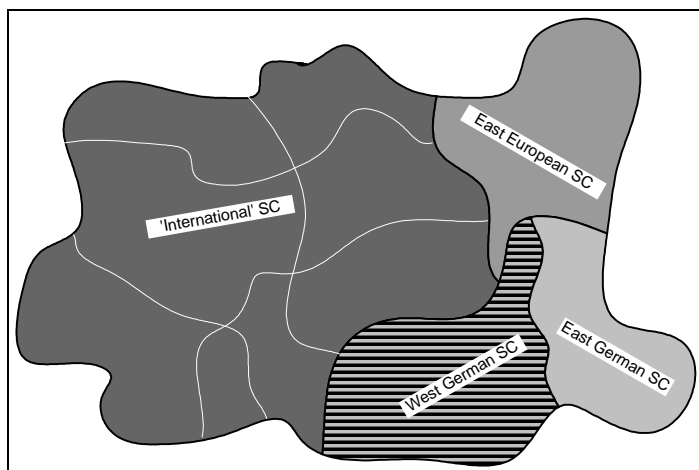 East European SC
'International' SC
West German SC
East German SC